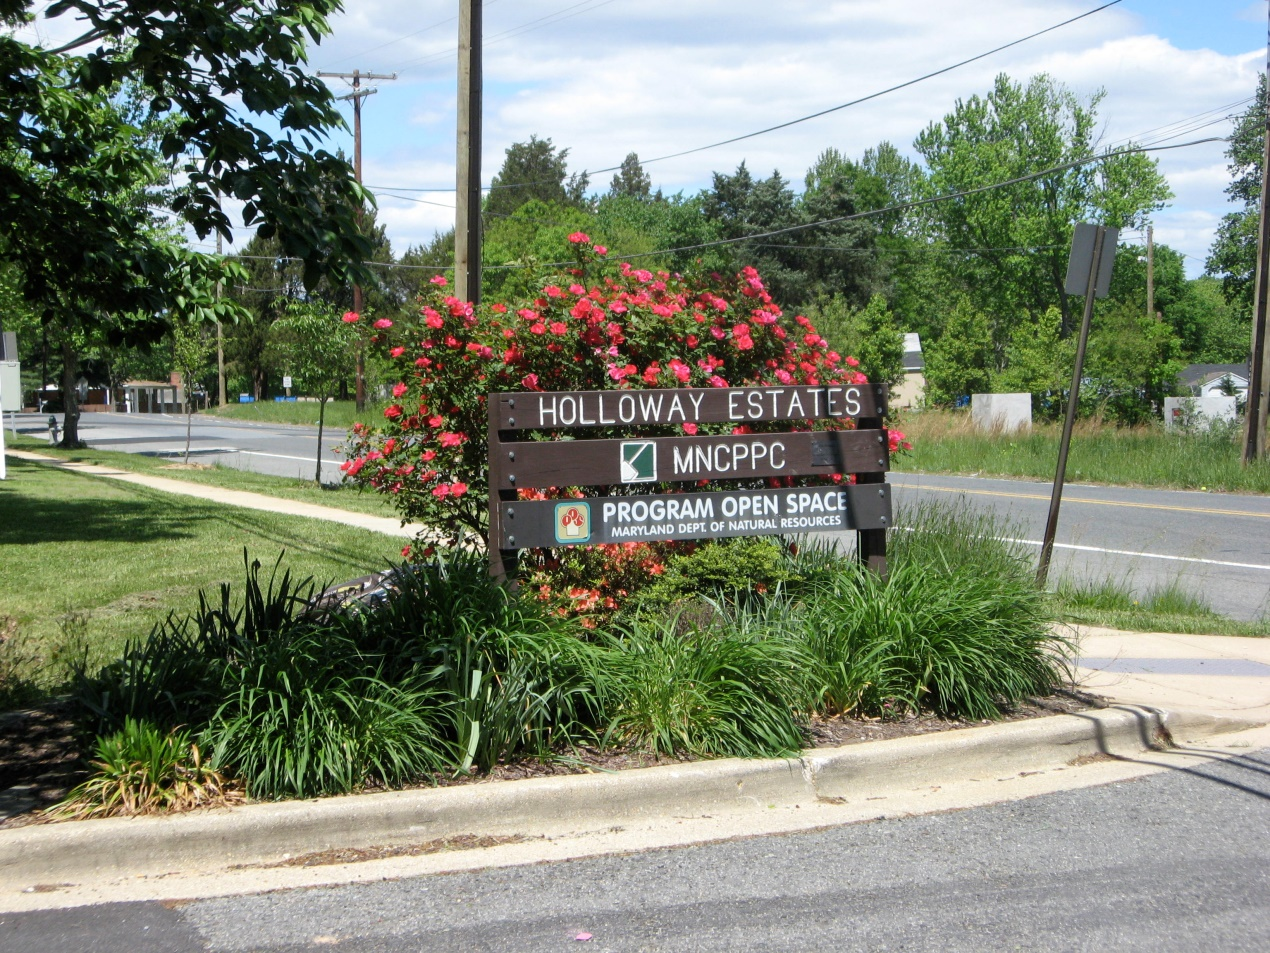 HOLLOWAY ESTATES
MNCPPC
PROGRAM OPEN SPACE
MARYLAND DEPT. OF NATURAL RESOURCES